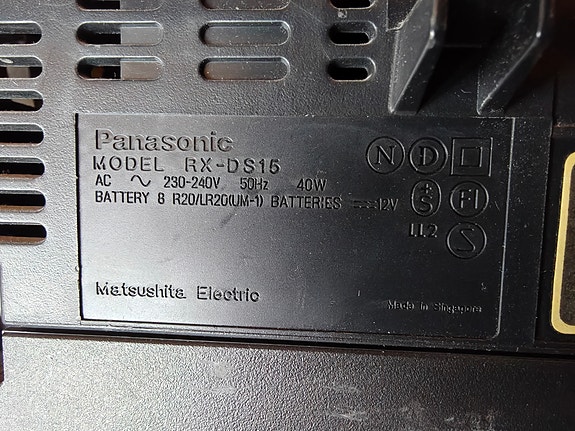 Panasonic
MODEL RX-DS15
AC ∿ 230-240V 50Hz 40W
BATTERY 8 R20/LR20(UM-1) BATTERIES ⎓12V
N D
+S FI
LL2 S
Matsushita Electric
Made in Singapore